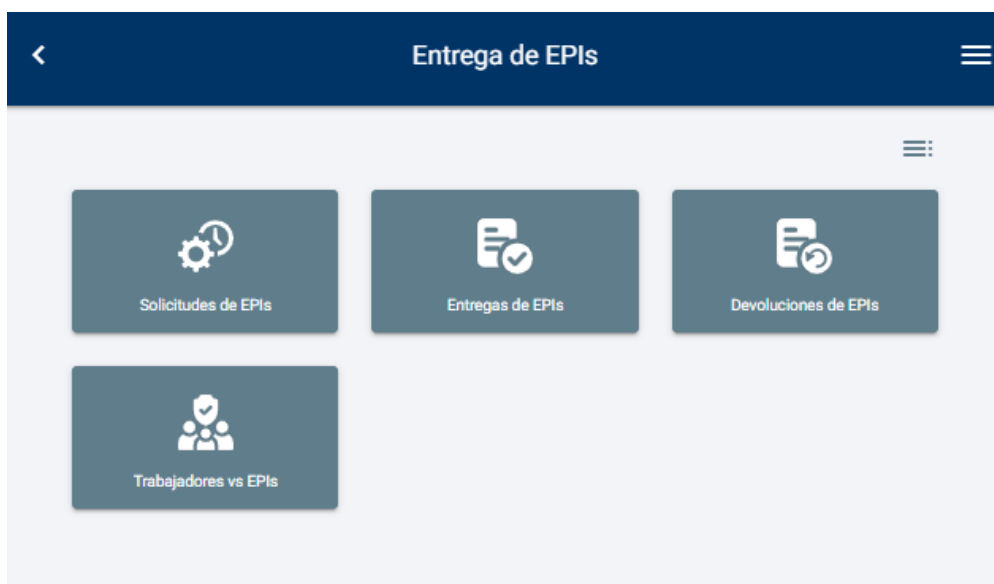 Entrega de EPIs
Solicitudes de EPIs
Entregas de EPIs
Devoluciones de EPIs
Trabajadores vs EPIs